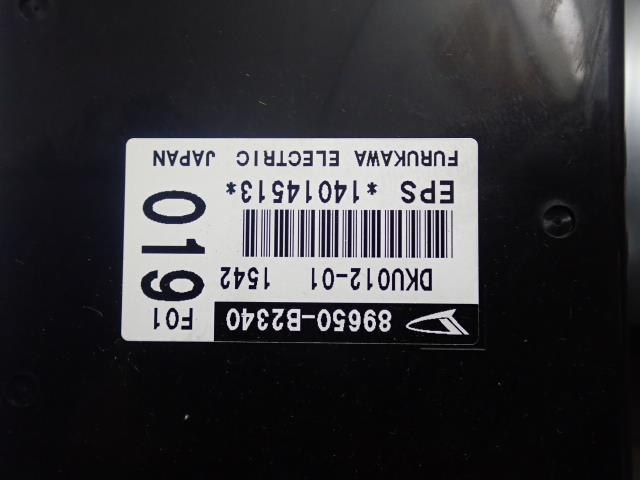 89650-B2340
F01
DKU012-01 1542
019
EPS *14014513*
FURUKAWA ELECTRIC JAPAN